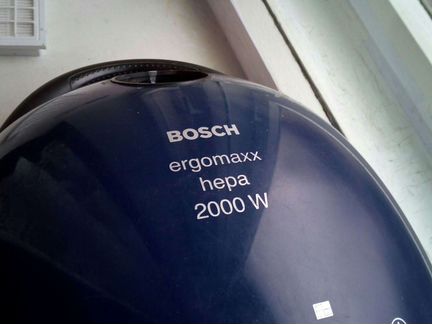 BOSCH
ergomaxx
hepa
2000 W